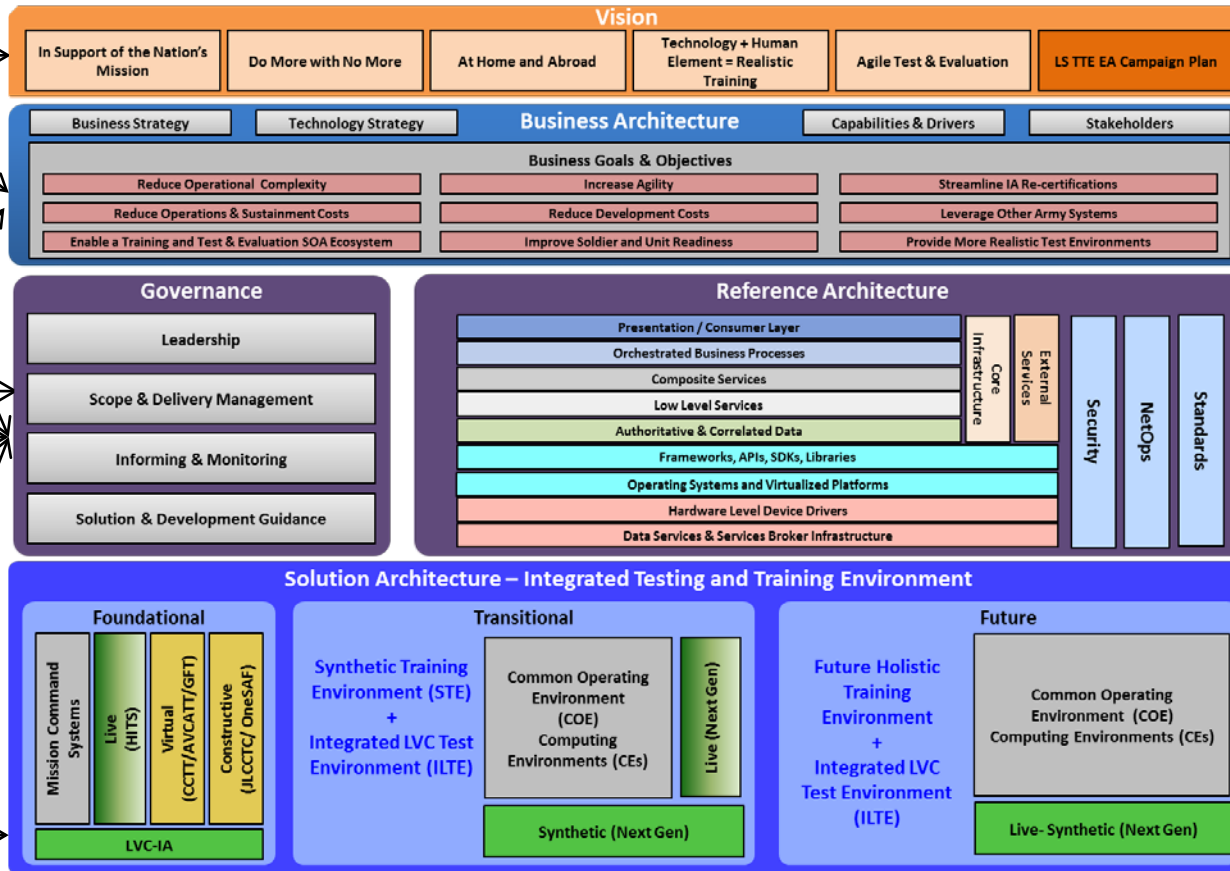 Vision
In Support of the Nation's
Mission
Do More with No More
At Home and Abroad
Technology + Human
Element = Realistic
Training
Agile Test & Evaluation
LS TTE EA Campaign Plan
Business Strategy
Technology Strategy
Business Architecture
Capabilities & Drivers
Stakeholders
Business Goals & Objectives
Reduce Operational Complexity
Increase Agility
Streamline IA Re-certifications
Reduce Operations & Sustainment Costs
Reduce Development Costs
Leverage Other Army Systems
Enable a Training and Test & Evaluation SOA Ecosystem
Improve Soldier and Unit Readiness
Provide More Realistic Test Environments
Governance
Leadership
Scope & Delivery Management
Informing & Monitoring
Solution & Development Guidance
Reference Architecture
Presentation / Consumer Layer
Orchestrated Business Processes
Composite Services
Low Level Services
Authoritative & Correlated Data
Frameworks, APIs, SDKs, Libraries
Operating Systems and Virtualized Platforms
Hardware Level Device Drivers
Data Services & Services Broker Infrastructure
Core
Infrastructure
External
Services
Security
NetOps
Standards
Solution Architecture – Integrated Testing and Training Environment
Foundational
Mission Command
Systems
Live
(HITS)
Virtual
(CCTT/AVCATT/GFT)
Constructive
(JLCCTC/ OneSAF)
LVC-IA
Transitional
Synthetic Training
Environment (STE)
+
Integrated LVC Test
Environment (ILTE)
Common Operating
Environment
(COE)
Computing
Environments (CEs)
Live (Next Gen)
Synthetic (Next Gen)
Future
Future Holistic
Training
Environment
+
Integrated LVC
Test Environment
(ILTE)
Common Operating
Environment (COE)
Computing Environments (CEs)
Live- Synthetic (Next Gen)